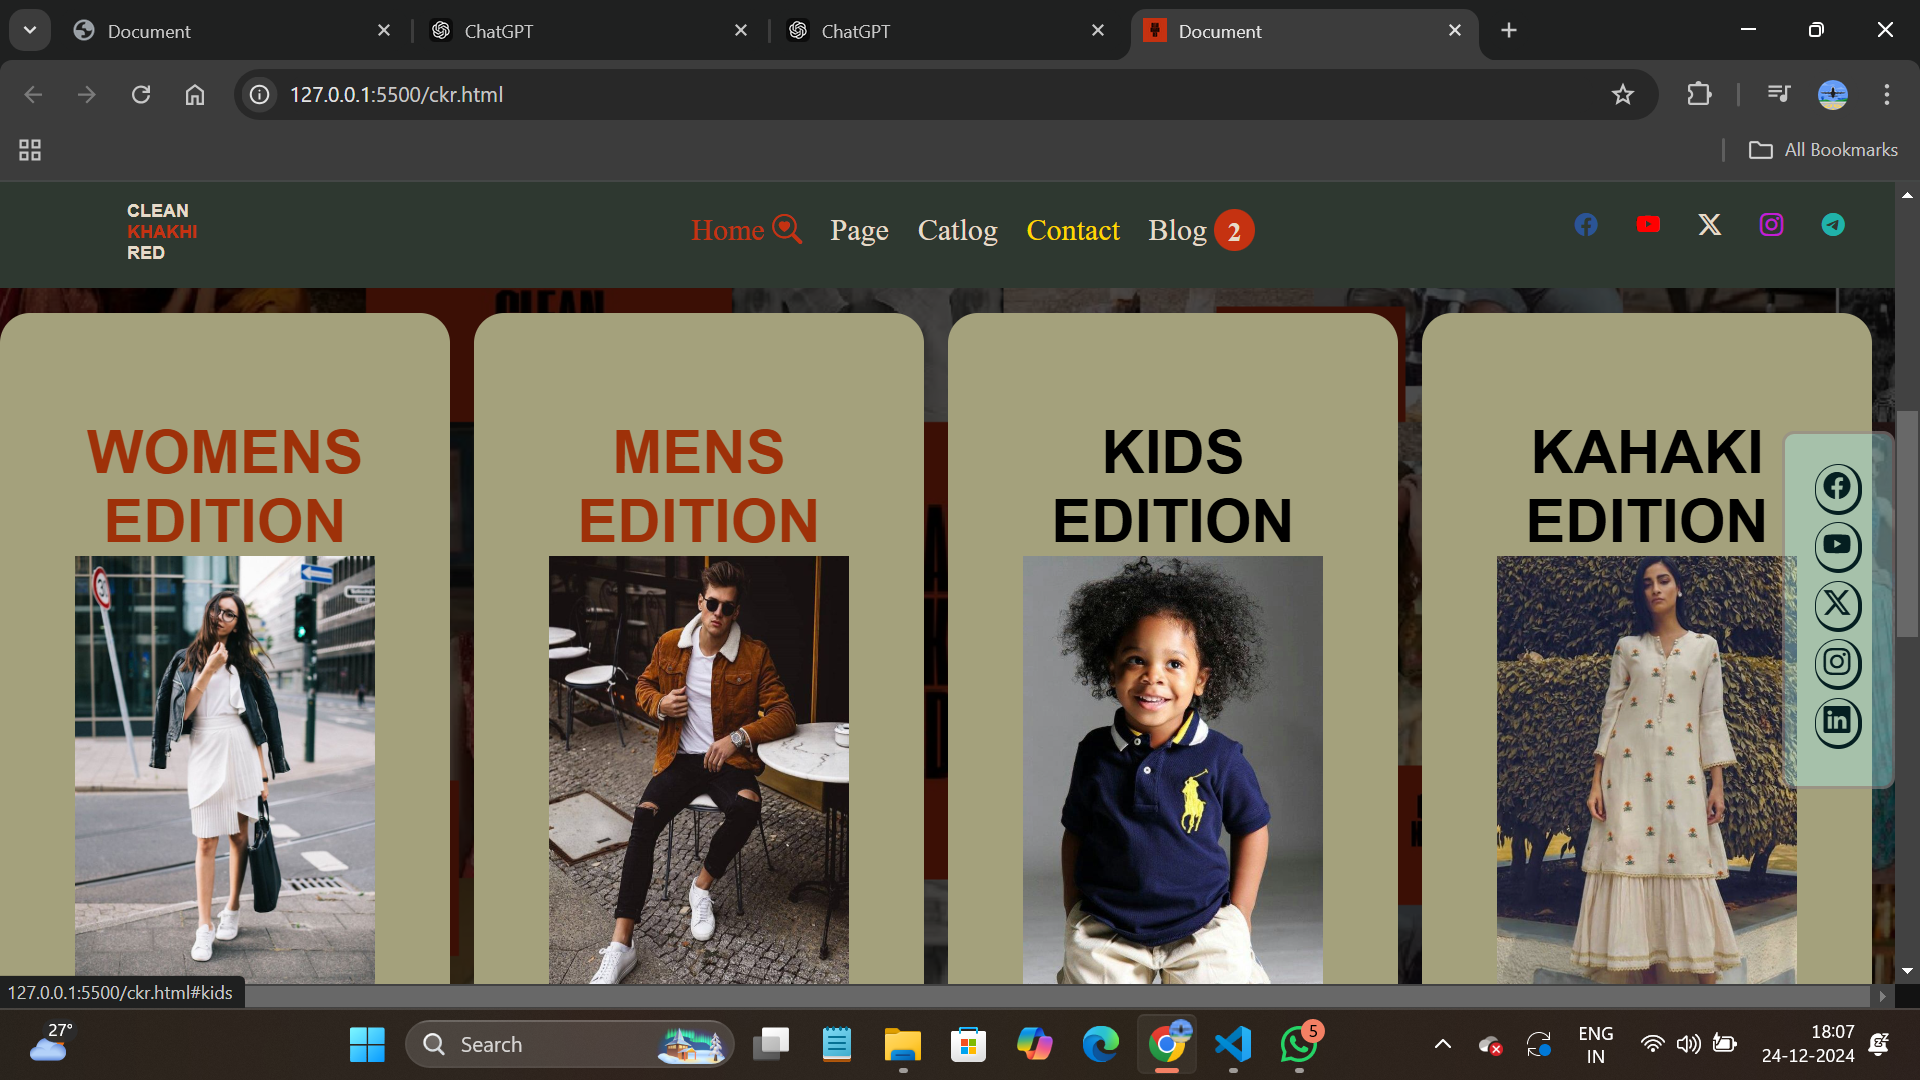 Document
ChatGPT
ChatGPT
Document
127.0.0.1:5500/ckr.html
All Bookmarks
CLEAN
KHAKHI
RED
Home Page Catlog Contact Blog 2
CLEAN
WOMENS
EDITION
MENS
EDITION
KIDS
EDITION
KAHAKI
EDITION
127.0.0.1:5500/ckr.html#kids
27°
Search
5
ENG
IN
18:07
24-12-2024